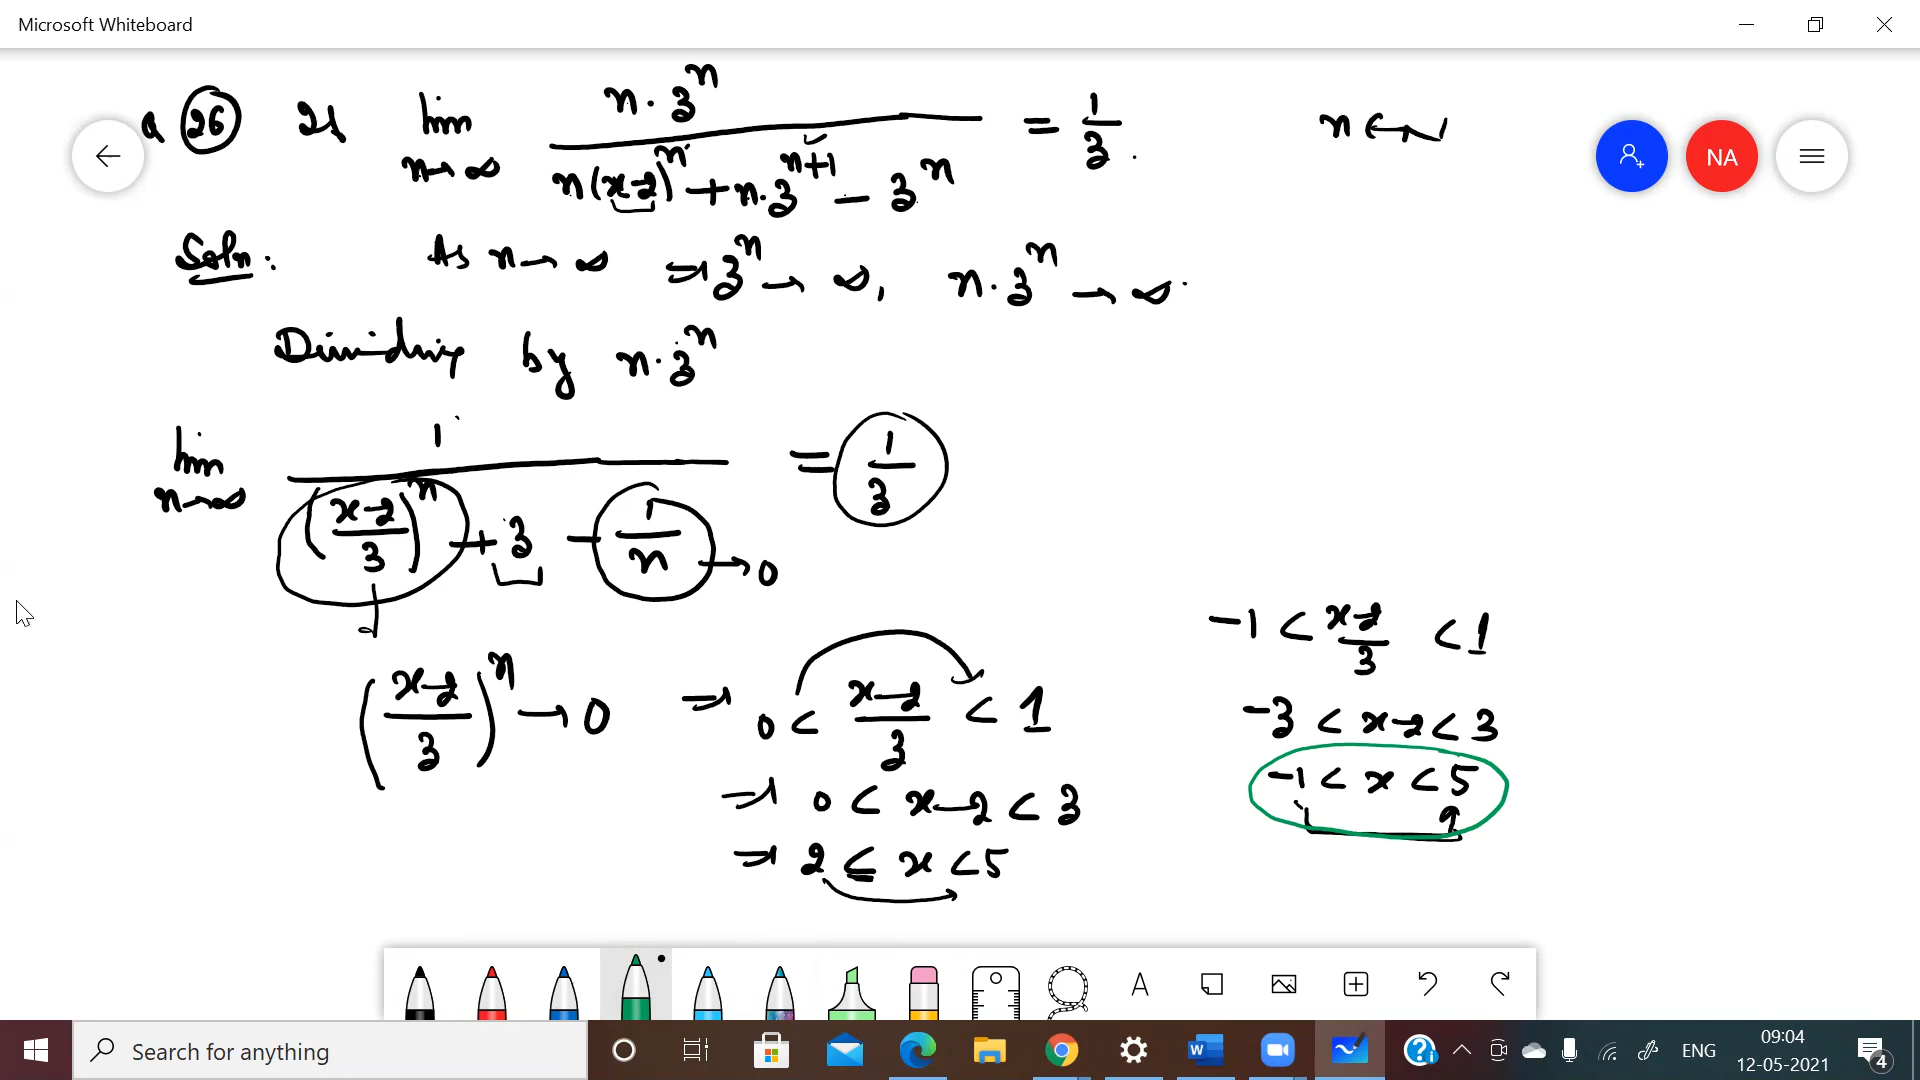 Microsoft Whiteboard
Q 26 If lim n→∞ n·3^n / (n(x-2)^n + n·3^(n+1) - 3^n) = 1/3. n ∈ N
NA
Soln: As n→∞ ⇒ 3^n → ∞, n·3^n → ∞.
Dividing by n·3^n
lim n→∞ 1 / (((x-2)/3)^n + 3 - 1/n) = 1/3
→ 0
((x-2)/3)^n → 0 ⇒ 0 < (x-2)/3 < 1
⇒ 0 < x-2 < 3
⇒ 2 ≤ x < 5
-1 < (x-2)/3 < 1
-3 < x-2 < 3
-1 < x < 5
Search for anything
ENG
09:04
12-05-2021
4